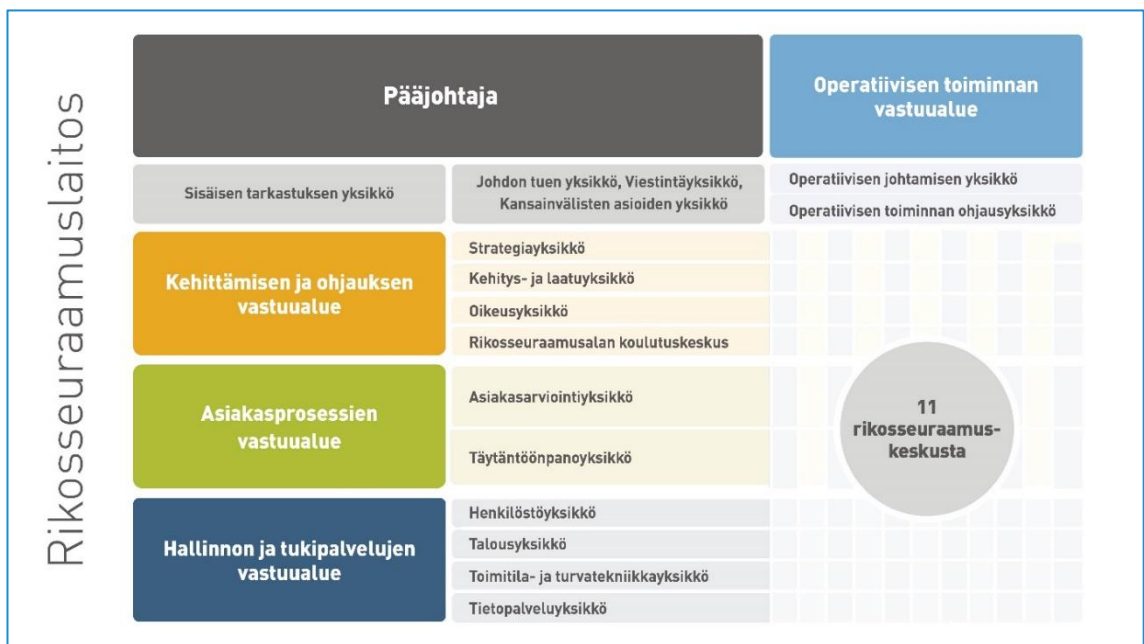 Rikosseuraamuslaitos
Pääjohtaja
Operatiivisen toiminnan
vastuualue
Sisäisen tarkastuksen yksikkö
Johdon tuen yksikkö, Viestintäyksikkö,
Kansainvälisten asioiden yksikkö
Operatiivisen johtamisen yksikkö
Operatiivisen toiminnan ohjausyksikkö
Kehittämisen ja ohjauksen
vastuualue
Strategiayksikkö
Kehitys- ja laatuyksikkö
Oikeusyksikkö
Rikosseuraamusalan koulutuskeskus
Asiakasprosessien
vastuualue
Asiakasarviointiyksikkö
Täytäntöönpanoyksikkö
11
rikosseuraamus-
keskusta
Hallinnon ja tukipalvelujen
vastuualue
Henkilöstöyksikkö
Talousyksikkö
Toimitila- ja turvatekniikkayksikkö
Tietopalveluyksikkö